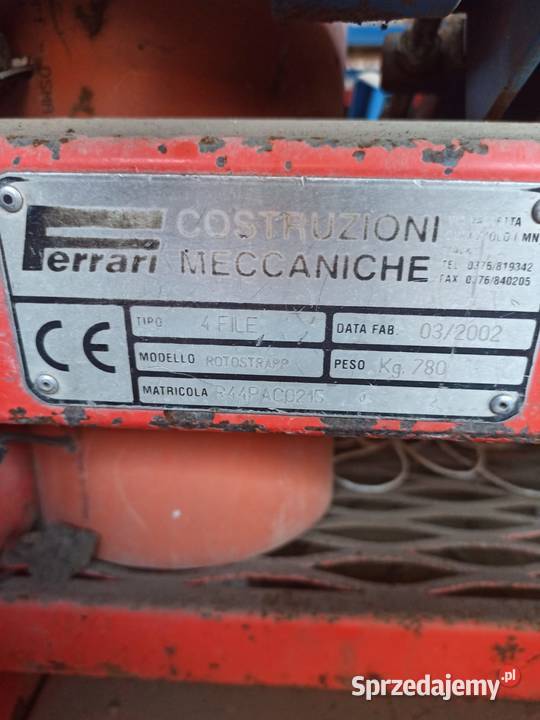 Ferrari COSTRUZIONI
MECCANICHE
TEL 0376/819342
FAX 0376/840205
CE
TIPO 4 FILE
DATA FAB. 03/2002
MODELLO ROTOSTRAPP
PESO Kg. 780
MATRICOLA
Sprzedajemy.pl